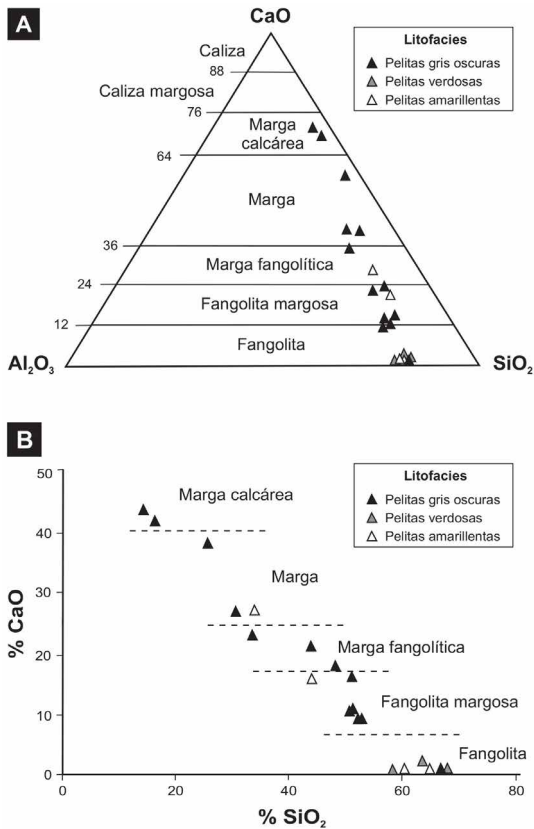 A
CaO
Litofacies
Pelitas gris oscuras
Pelitas verdosas
Pelitas amarillentas
Caliza
88
Caliza margosa
76
Marga
calcárea
64
Marga
36
Marga fangolítica
24
Fangolita margosa
12
Fangolita
Al₂O₃
SiO₂
B
50
Litofacies
Pelitas gris oscuras
Pelitas verdosas
Pelitas amarillentas
Marga calcárea
40
Marga
30
% CaO
Marga fangolítica
20
Fangolita margosa
10
Fangolita
0
0
20
40
60
80
% SiO₂